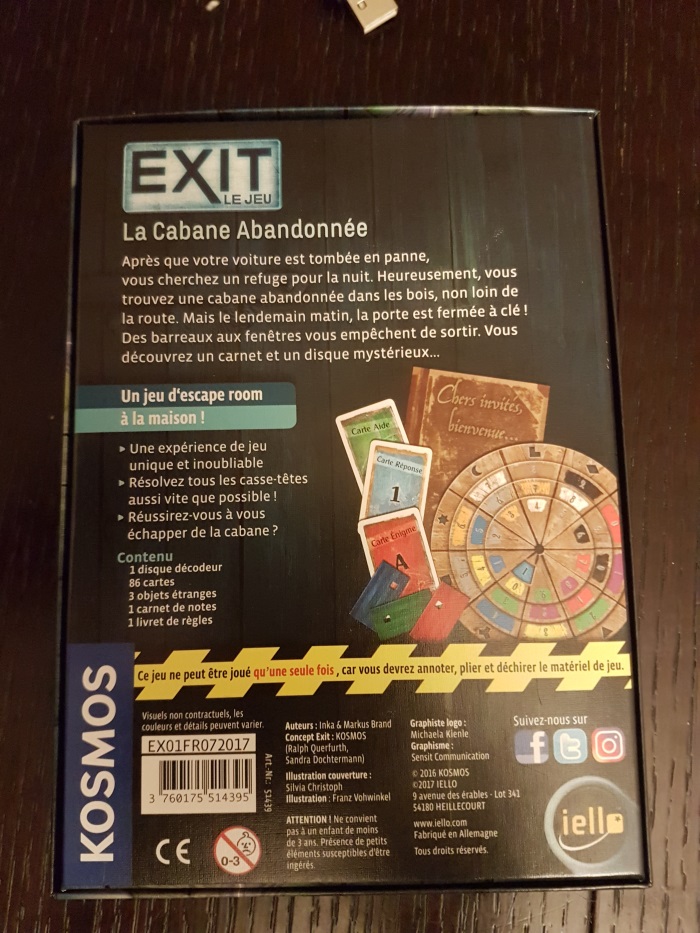 EXIT
LE JEU
La Cabane Abandonnée
Après que votre voiture est tombée en panne,
vous cherchez un refuge pour la nuit. Heureusement, vous
trouvez une cabane abandonnée dans les bois, non loin de
la route. Mais le lendemain matin, la porte est fermée à clé !
Des barreaux aux fenêtres vous empêchent de sortir. Vous
découvrez un carnet et un disque mystérieux...
Un jeu d'escape room
à la maison !
▸ Une expérience de jeu
unique et inoubliable
▸ Résolvez tous les casse-têtes
aussi vite que possible !
▸ Réussirez-vous à vous
échapper de la cabane ?
Contenu
1 disque décodeur
86 cartes
3 objets étranges
1 carnet de notes
1 livret de règles
Chers invités,
bienvenue...
Carte Aide
Carte Réponse
1
Carte Énigme
A
Ce jeu ne peut être joué qu'une seule fois , car vous devrez annoter, plier et déchirer le matériel de jeu.
KOSMOS
Visuels non contractuels, les
couleurs et détails peuvent varier.
EX01FR072017
3 760175 514395
Art.-Nr.: 51439
CE
0-3
Auteurs : Inka & Markus Brand
Concept Exit : KOSMOS
(Ralph Querfurth,
Sandra Dochtermann)
Illustration couverture :
Silvia Christoph
Illustration : Franz Vohwinkel
ATTENTION ! Ne convient
pas à un enfant de moins
de 3 ans. Présence de petits
éléments susceptibles d'être
ingérés.
Graphiste logo :
Michaela Kienle
Graphisme :
Sensit Communication
© 2016 KOSMOS
©2017 IELLO
9 avenue des érables - Lot 341
54180 HEILLECOURT
www.iello.com
Fabriqué en Allemagne
Tous droits réservés.
Suivez-nous sur
iello